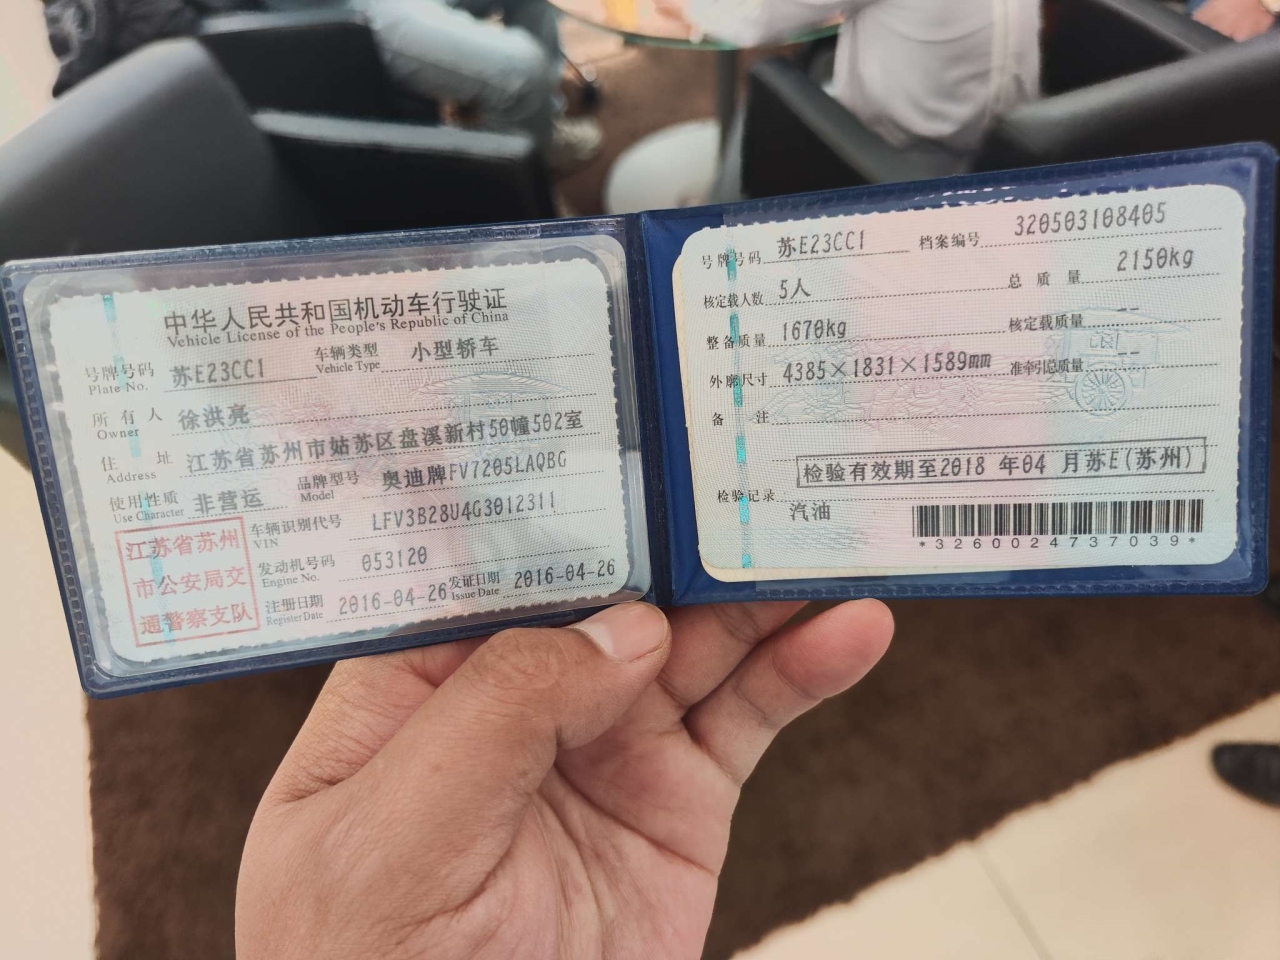 中华人民共和国机动车行驶证
Vehicle License of the People's Republic of China
号牌号码 苏E23CC1 车辆类型 小型轿车
Plate No. Vehicle Type
所有人 徐洪亮
Owner
住址 江苏省苏州市姑苏区盘溪新村50幢502室
Address
使用性质 非营运 品牌型号 奥迪牌FV7205LAQBG
Use Character Model
江苏省苏州
市公安局交
通警察支队
车辆识别代号 LFV3B28U4G3012311
VIN
发动机号码 053120
Engine No.
注册日期 2016-04-26 发证日期 2016-04-26
Register Date Issue Date
号牌号码 苏E23CC1 档案编号 320503108405
核定载人数 5人 总质量 2150kg
整备质量 1670kg 核定载质量 --
外廓尺寸 4385×1831×1589mm 准牵引总质量 --
备注
检验有效期至2018 年04 月苏E(苏州)
检验记录
汽油
*3260024737039*